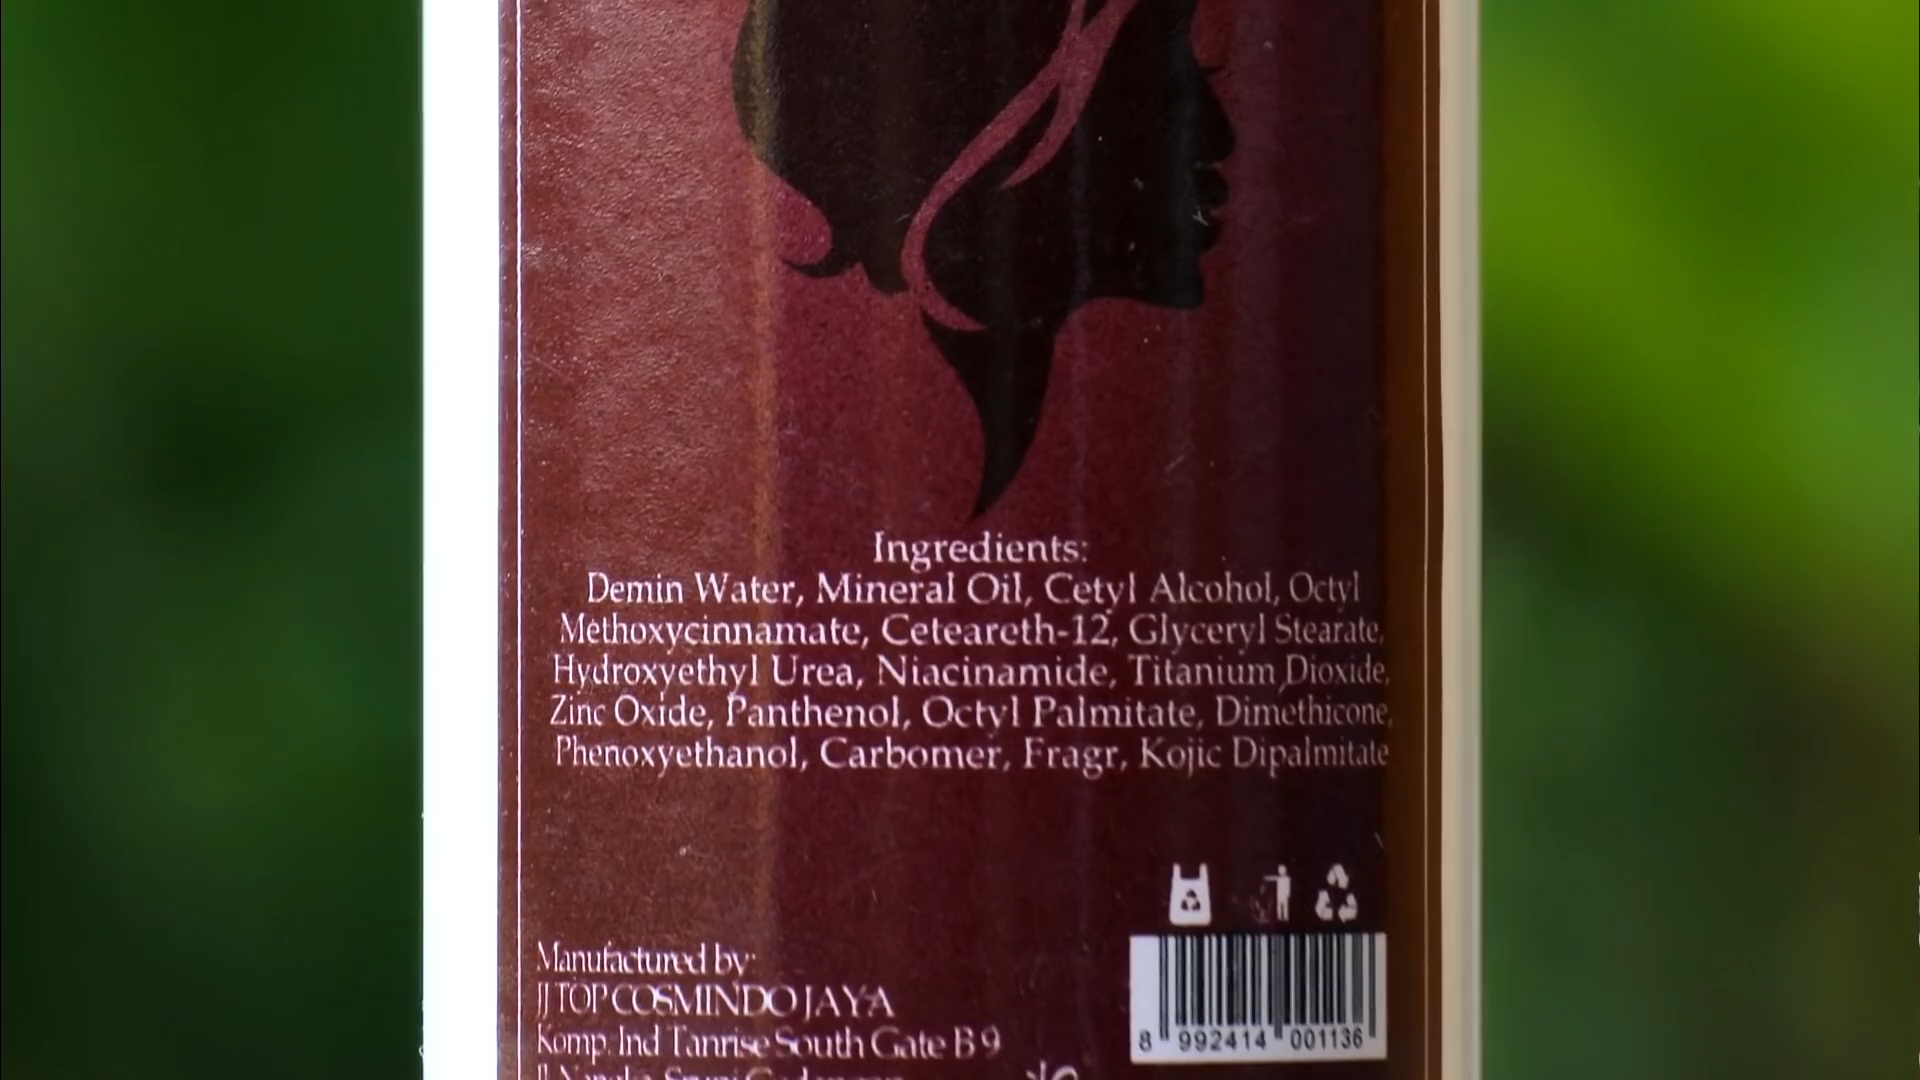 Ingredients:
Demin Water, Mineral Oil, Cetyl Alcohol, Octyl
Methoxycinnamate, Ceteareth-12, Glyceryl Stearate,
Hydroxyethyl Urea, Niacinamide, Titanium Dioxide,
Zinc Oxide, Panthenol, Octyl Palmitate, Dimethicone,
Phenoxyethanol, Carbomer, Fragr, Kojic Dipalmitate
Manufactured by:
JJ TOP COSMINDO JAYA
Komp. Ind Tanrise South Gate B 9
8 992414 001136